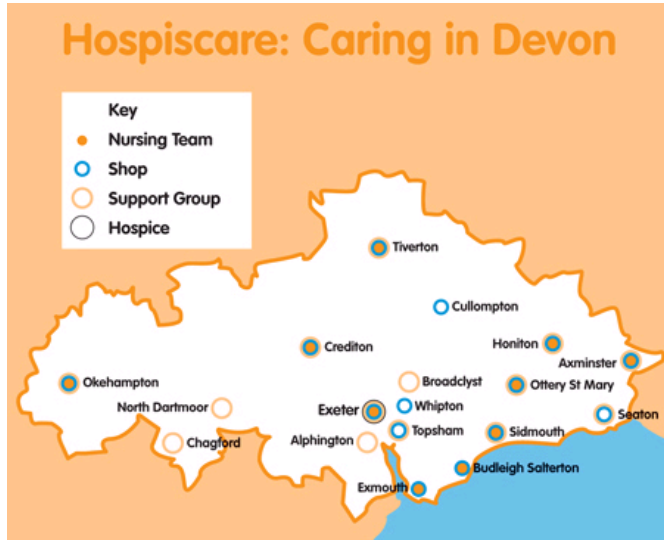 Hospiscare: Caring in Devon
Key
Nursing Team
Shop
Support Group
Hospice
Tiverton
Cullompton
Crediton
Honiton
Axminster
Okehampton
Broadclyst
Ottery St Mary
North Dartmoor
Exeter
Whipton
Seaton
Topsham
Sidmouth
Chagford
Alphington
Budleigh Salterton
Exmouth